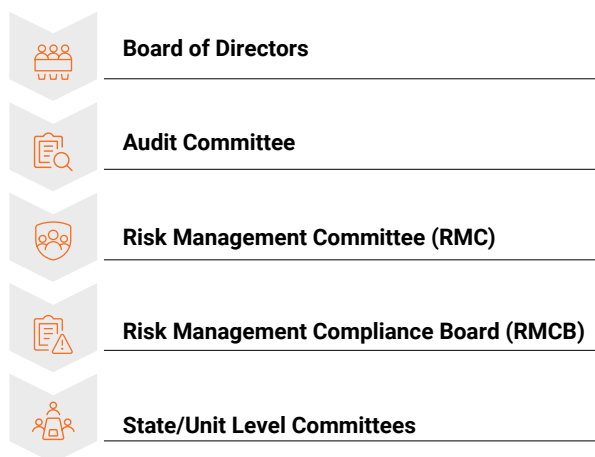 Board of Directors
Audit Committee
Risk Management Committee (RMC)
Risk Management Compliance Board (RMCB)
State/Unit Level Committees